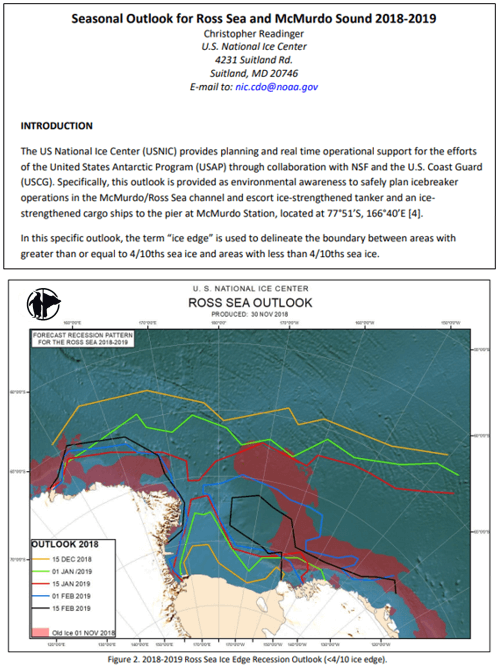 Seasonal Outlook for Ross Sea and McMurdo Sound 2018-2019
Christopher Readinger
U.S. National Ice Center
4231 Suitland Rd.
Suitland, MD 20746
E-mail to: nic.cdo@noaa.gov
INTRODUCTION
The US National Ice Center (USNIC) provides planning and real time operational support for the efforts
of the United States Antarctic Program (USAP) through collaboration with NSF and the U.S. Coast Guard
(USCG). Specifically, this outlook is provided as environmental awareness to safely plan icebreaker
operations in the McMurdo/Ross Sea channel and escort ice-strengthened tanker and an ice-
strengthened cargo ships to the pier at McMurdo Station, located at 77°51'S, 166°40'E [4].
In this specific outlook, the term "ice edge" is used to delineate the boundary between areas with
greater than or equal to 4/10ths sea ice and areas with less than 4/10ths sea ice.
U. S. NATIONAL ICE CENTER
ROSS SEA OUTLOOK
PRODUCED: 30 NOV 2018
FORECAST RECESSION PATTERN
FOR THE ROSS SEA 2018-2019
OUTLOOK 2018
15 DEC 2018
01 JAN /2019
15 JAN 2019
01 FEB 2019
15 FEB 2019
Old Ice 01 NOV 2018
Figure 2. 2018-2019 Ross Sea Ice Edge Recession Outlook (<4/10 ice edge).